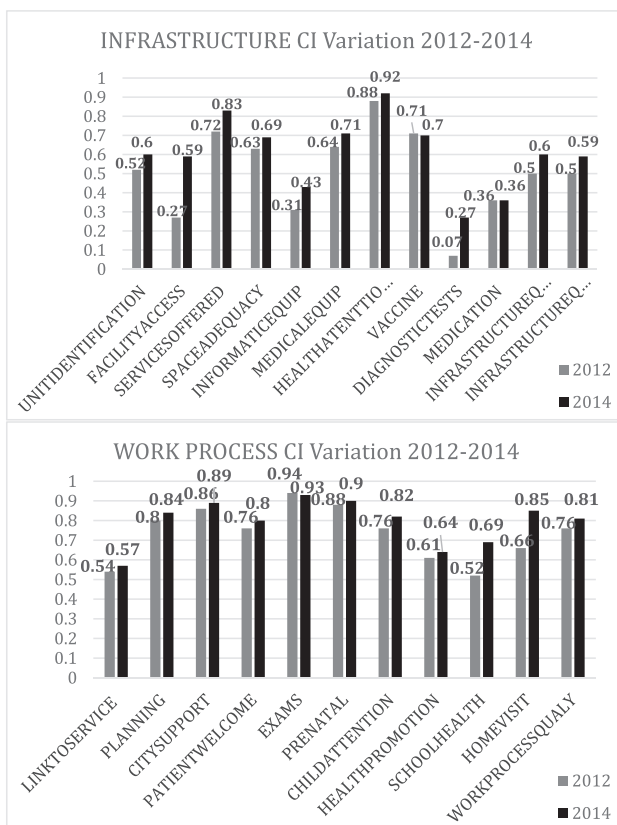 INFRASTRUCTURE CI Variation 2012-2014
1
0.9
0.8
0.7
0.6
0.5
0.4
0.3
0.2
0.1
0
0.52
0.6
0.27
0.59
0.72
0.83
0.63
0.69
0.31
0.43
0.64
0.71
0.88
0.92
0.71
0.7
0.07
0.27
0.36
0.36
0.5
0.6
0.5
0.59
UNITIDENTIFICATION
FACILITYACCESS
SERVICESOFFERED
SPACEADEQUACY
INFORMATICEQUIP
MEDICALEQUIP
HEALTHATENTTIO...
VACCINE
DIAGNOSTICTESTS
MEDICATION
INFRASTRUCTUREQ...
INFRASTRUCTUREQ...
2012
2014
WORK PROCESS CI Variation 2012-2014
1
0.9
0.8
0.7
0.6
0.5
0.4
0.3
0.2
0.1
0
0.54
0.57
0.8
0.84
0.86
0.89
0.76
0.8
0.94
0.93
0.88
0.9
0.76
0.82
0.61
0.64
0.52
0.69
0.66
0.85
0.76
0.81
LINKTOSERVICE
PLANNING
CITYSUPPORT
PATIENTWELCOME
EXAMS
PRENATAL
CHILDATTENTION
HEALTHPROMOTION
SCHOOLHEALTH
HOMEVISIT
WORKPROCESSQUALY
2012
2014